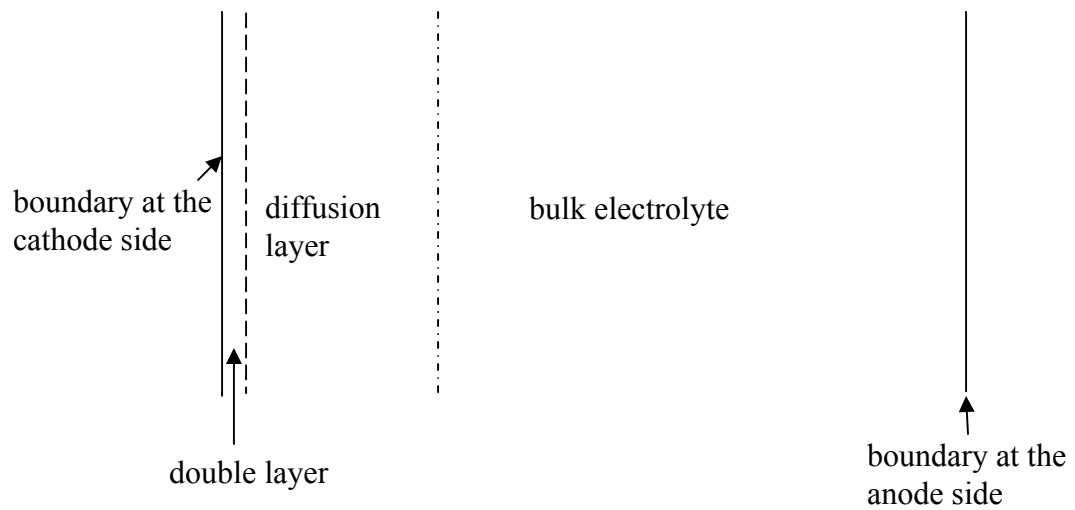 boundary at the
cathode side
diffusion
layer
bulk electrolyte
double layer
boundary at the
anode side